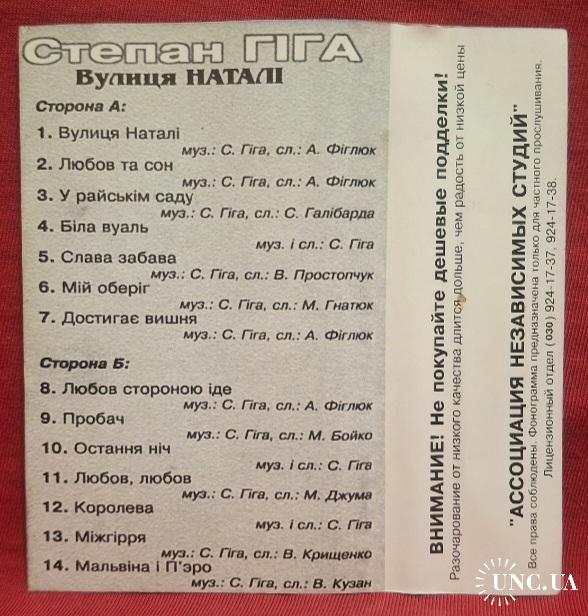 Степан ГІГА
Вулиця НАТАЛІ
Сторона А:
1. Вулиця Наталі
муз.: С. Гіга, сл.: А. Фіглюк
2. Любов та сон
муз.: С. Гіга, сл.: А. Фіглюк
3. У райськім саду
муз.: С. Гіга, сл.: С. Галібарда
4. Біла вуаль
муз. і сл.: С. Гіга
5. Слава забава
муз.: С. Гіга, сл.: В. Простопчук
6. Мій оберіг
муз.: С. Гіга, сл.: М. Гнатюк
7. Достигає вишня
муз.: С. Гіга, сл.: А. Фіглюк
Сторона Б:
8. Любов стороною іде
муз.: С. Гіга, сл.: А. Фіглюк
9. Пробач
муз.: С. Гіга, сл.: М. Бойко
10. Остання ніч
муз. і сл.: С. Гіга
11. Любов, любов
муз.: С. Гіга, сл.: М. Джума
12. Королева
муз. і сл.: С. Гіга
13. Міжгірря
муз.: С. Гіга, сл.: В. Крищенко
14. Мальвіна і П'эро
муз.: С. Гіга, сл.: В. Кузан
ВНИМАНИЕ! Не покупайте дешевые подделки!
Разочарование от низкого качества длится дольше, чем радость от низкой цены
"АССОЦИАЦИЯ НЕЗАВИСИМЫХ СТУДИЙ"
Все права соблюдены. Фонограмма предназначена только для частного прослушивания.
Лицензионный отдел (030) 924-17-37, 924-17-38.
UNC.UA